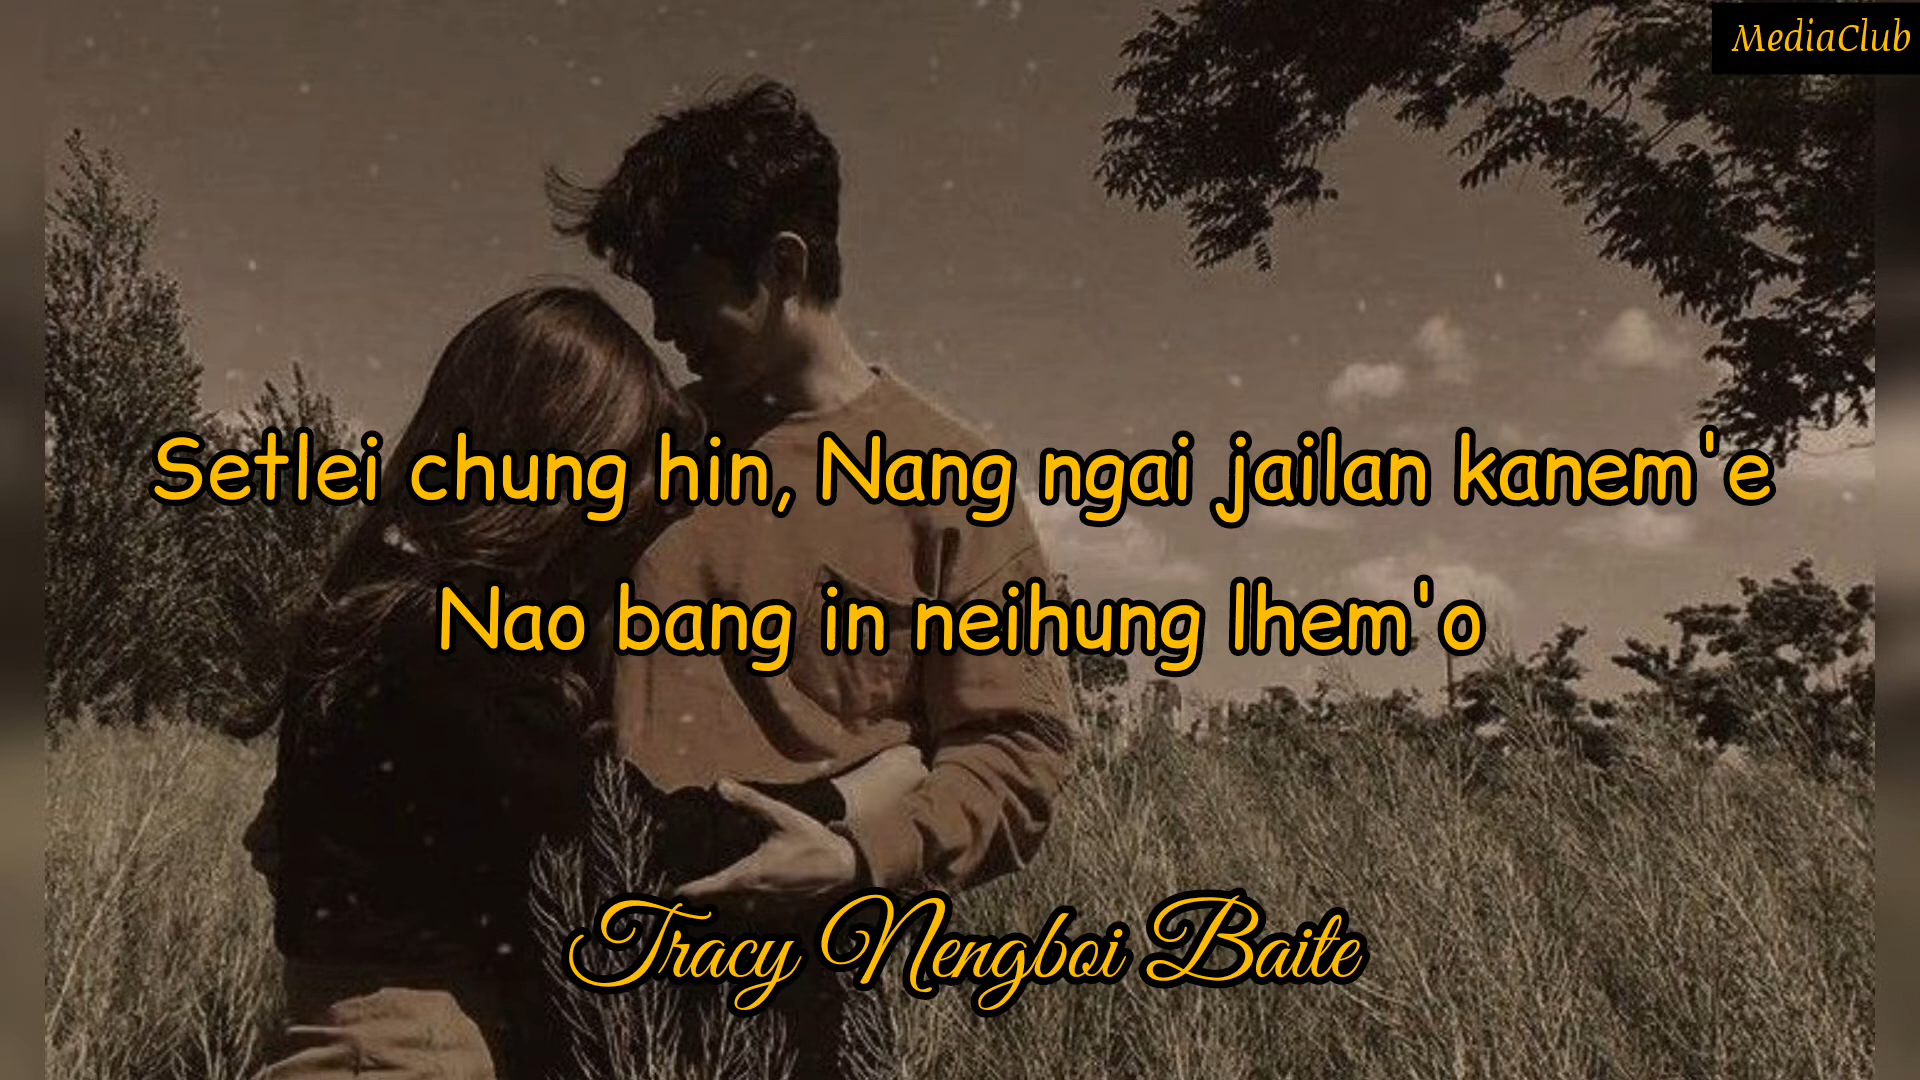 MediaClub
Setlei chung hin, Nang ngai jailan kanem'e
Nao bang in neihung lhem'o
Tracy Nengboi Baite